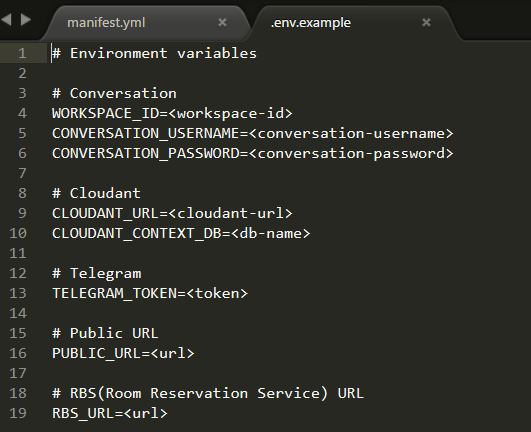 manifest.yml × .env.example ×
1 # Environment variables
2
3 # Conversation
4 WORKSPACE_ID=<workspace-id>
5 CONVERSATION_USERNAME=<conversation-username>
6 CONVERSATION_PASSWORD=<conversation-password>
7
8 # Cloudant
9 CLOUDANT_URL=<cloudant-url>
10 CLOUDANT_CONTEXT_DB=<db-name>
11
12 # Telegram
13 TELEGRAM_TOKEN=<token>
14
15 # Public URL
16 PUBLIC_URL=<url>
17
18 # RBS(Room Reservation Service) URL
19 RBS_URL=<url>